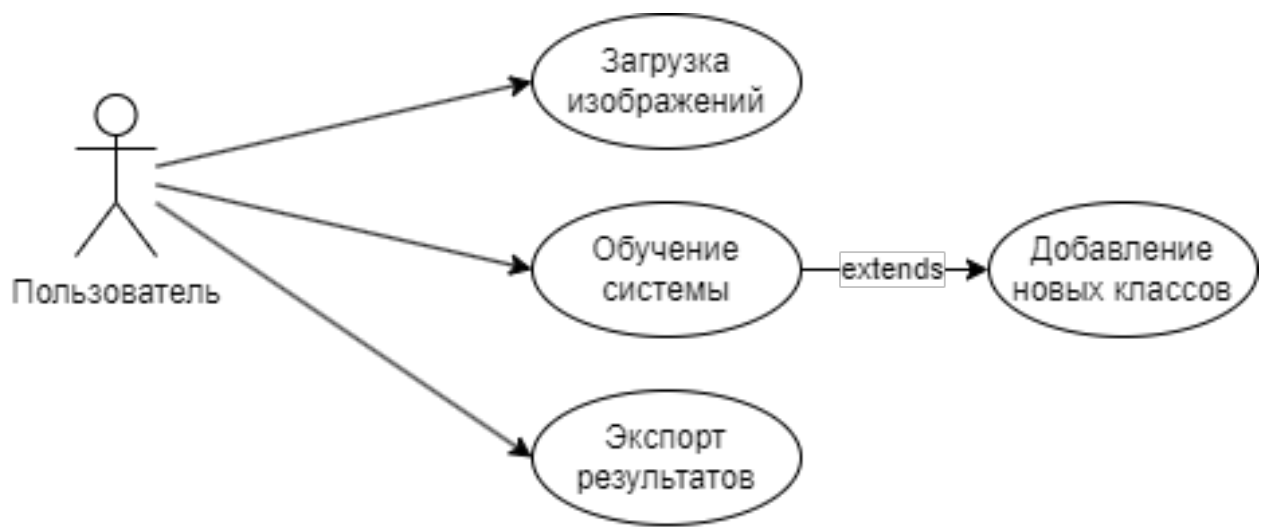 Загрузка
изображений
Пользователь
Обучение
системы
extends
Добавление
новых классов
Экспорт
результатов